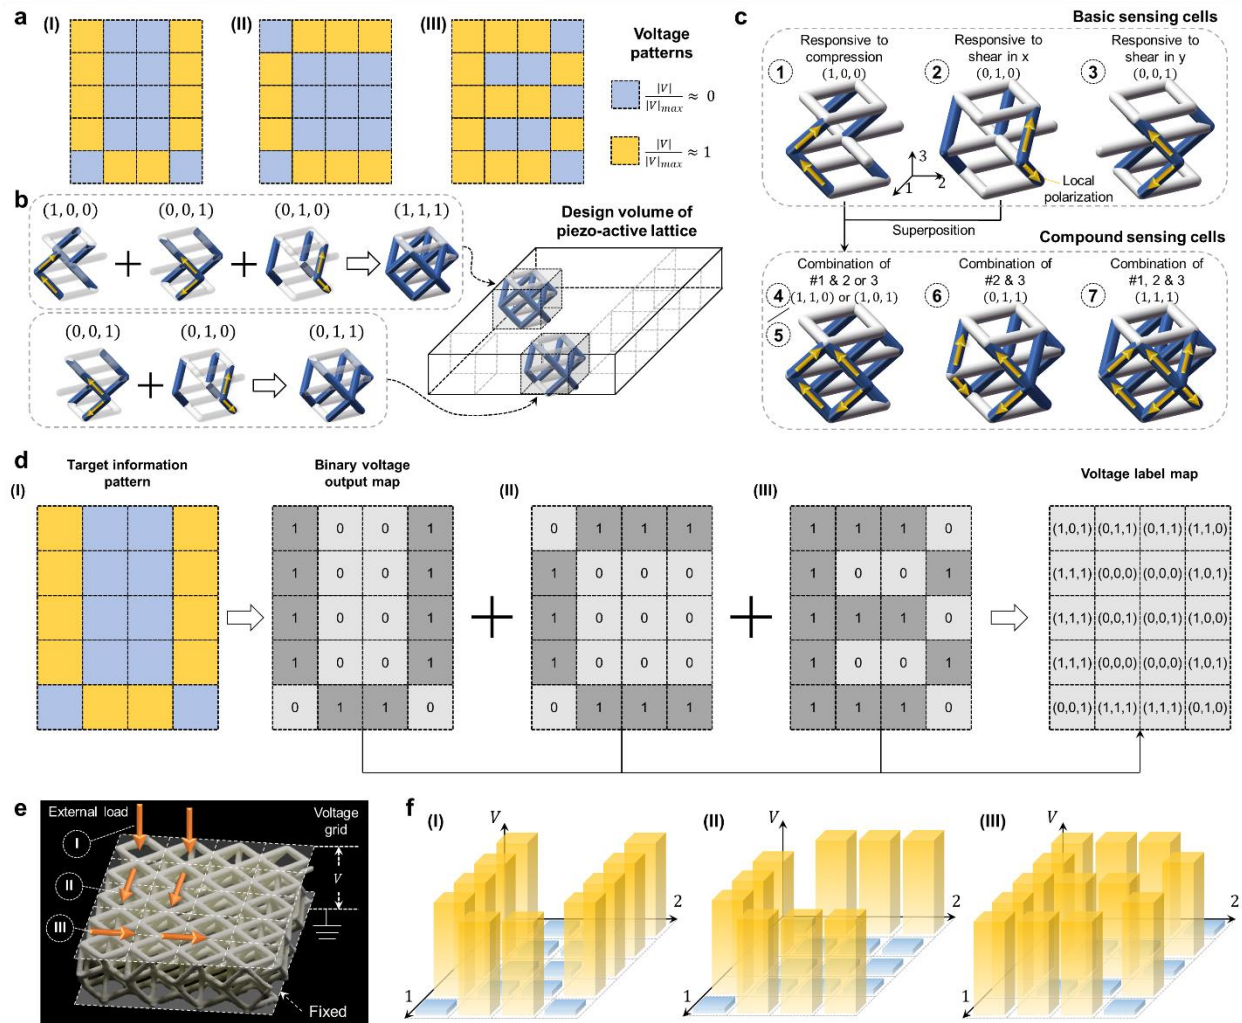 a
(I)
(II)
(III)
Voltage
patterns
|V|
|V|max
≈ 0
|V|
|V|max
≈ 1
b
(1, 0, 0)
(0, 0, 1)
(0, 1, 0)
(1, 1, 1)
+
+
(0, 0, 1)
(0, 1, 0)
(0, 1, 1)
+
Design volume of
piezo-active lattice
c
Basic sensing cells
1
Responsive to
compression
(1, 0, 0)
2
Responsive to
shear in x
(0, 1, 0)
3
Responsive to
shear in y
(0, 0, 1)
3
1
2
Local
polarization
Superposition
Compound sensing cells
4
5
Combination of
#1 & 2 or 3
(1, 1, 0) or (1, 0, 1)
6
Combination of
#2 & 3
(0, 1, 1)
7
Combination of
#1, 2 & 3
(1, 1, 1)
d
Target information
pattern
(I)
Binary voltage
output map
(II)
(III)
Voltage label map
1 0 0 1
1 0 0 1
1 0 0 1
1 0 0 1
0 1 1 0
+
0 1 1 1
1 0 0 0
1 0 0 0
1 0 0 0
0 1 1 1
+
1 1 1 0
1 0 0 1
1 1 1 0
1 0 0 1
1 1 1 0
(1,0,1) (0,1,1) (0,1,1) (1,1,0)
(1,1,1) (0,0,0) (0,0,0) (1,0,1)
(1,1,1) (0,0,1) (0,0,1) (1,0,0)
(1,1,1) (0,0,0) (0,0,0) (1,0,1)
(0,0,1) (1,1,1) (1,1,1) (0,1,0)
e
External load
Voltage
grid
I
II
III
V
Fixed
f
(I)
V
2
1
(II)
V
2
1
(III)
V
2
1